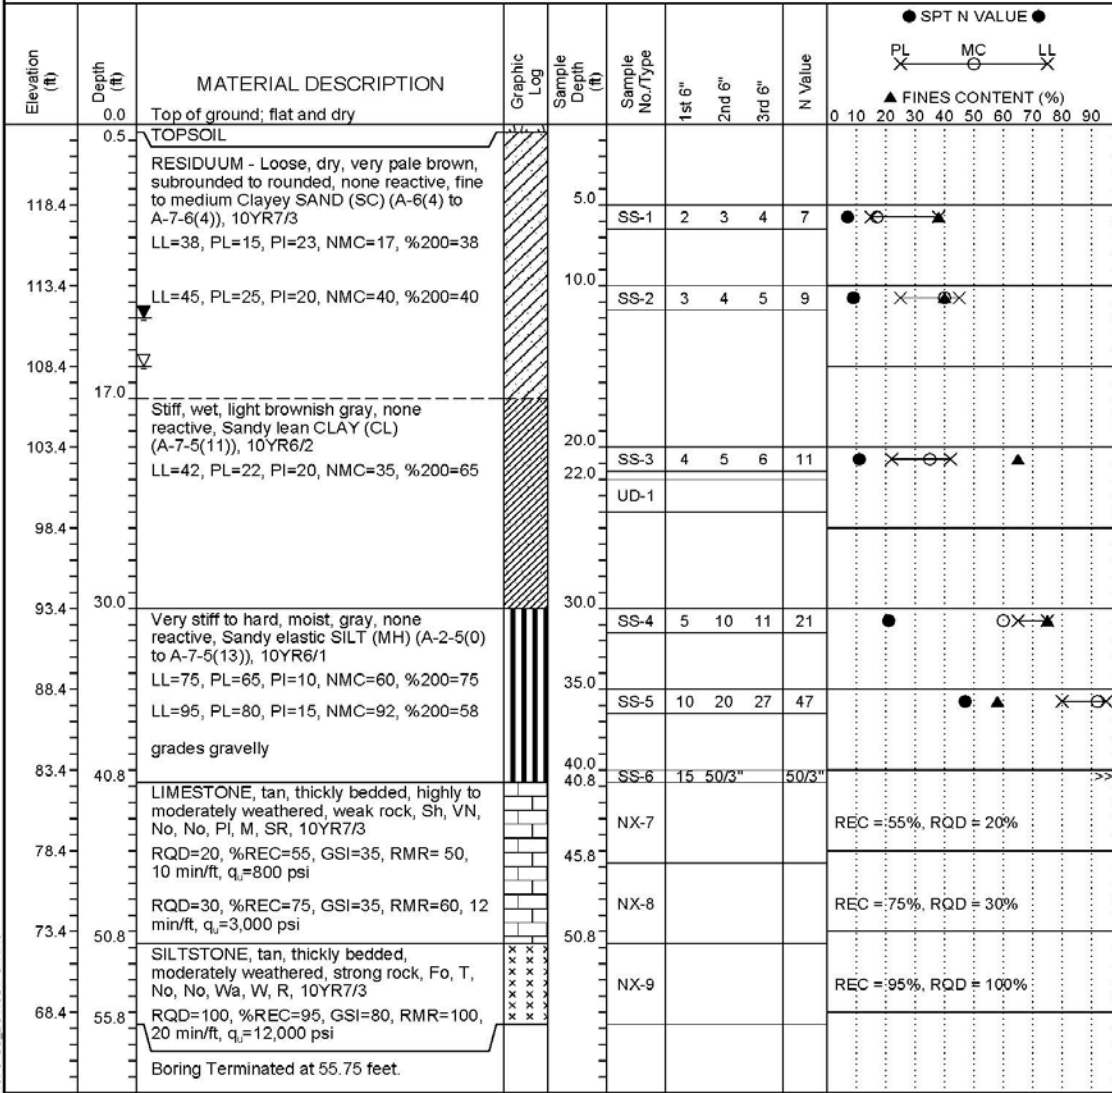 ● SPT N VALUE ●
PL MC LL
▲ FINES CONTENT (%)
0 10 20 30 40 50 60 70 80 90
Elevation (ft)
Depth (ft)
MATERIAL DESCRIPTION
Graphic Log
Sample Depth (ft)
Sample No./Type
1st 6"
2nd 6"
3rd 6"
N Value
0.0 Top of ground; flat and dry
0.5 TOPSOIL
RESIDUUM - Loose, dry, very pale brown,
subrounded to rounded, none reactive, fine
to medium Clayey SAND (SC) (A-6(4) to
A-7-6(4)), 10YR7/3
118.4 5.0
SS-1 2 3 4 7
LL=38, PL=15, PI=23, NMC=17, %200=38
113.4 10.0
LL=45, PL=25, PI=20, NMC=40, %200=40
SS-2 3 4 5 9
108.4
17.0
Stiff, wet, light brownish gray, none
reactive, Sandy lean CLAY (CL)
(A-7-5(11)), 10YR6/2
103.4 20.0
SS-3 4 5 6 11
LL=42, PL=22, PI=20, NMC=35, %200=65
22.0
UD-1
98.4
93.4 30.0 30.0
Very stiff to hard, moist, gray, none
reactive, Sandy elastic SILT (MH) (A-2-5(0)
to A-7-5(13)), 10YR6/1
SS-4 5 10 11 21
LL=75, PL=65, PI=10, NMC=60, %200=75
88.4 35.0
SS-5 10 20 27 47
LL=95, PL=80, PI=15, NMC=92, %200=58
grades gravelly
83.4 40.0
40.8 40.8
SS-6 15 50/3" 50/3" >>
LIMESTONE, tan, thickly bedded, highly to
moderately weathered, weak rock, Sh, VN,
No, No, Pl, M, SR, 10YR7/3
NX-7 REC = 55%, RQD = 20%
78.4 45.8
RQD=20, %REC=55, GSI=35, RMR= 50,
10 min/ft, qu=800 psi
RQD=30, %REC=75, GSI=35, RMR=60, 12
min/ft, qu=3,000 psi
NX-8 REC = 75%, RQD = 30%
73.4 50.8 50.8
SILTSTONE, tan, thickly bedded,
moderately weathered, strong rock, Fo, T,
No, No, Wa, W, R, 10YR7/3
NX-9 REC = 95%, RQD = 100%
68.4 55.8
RQD=100, %REC=95, GSI=80, RMR=100,
20 min/ft, qu=12,000 psi
Boring Terminated at 55.75 feet.